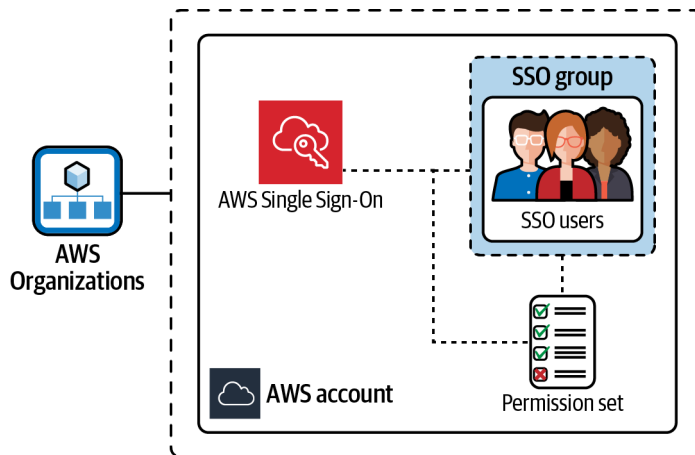 SSO group
AWS Single Sign-On
SSO users
AWS
Organizations
AWS account
Permission set